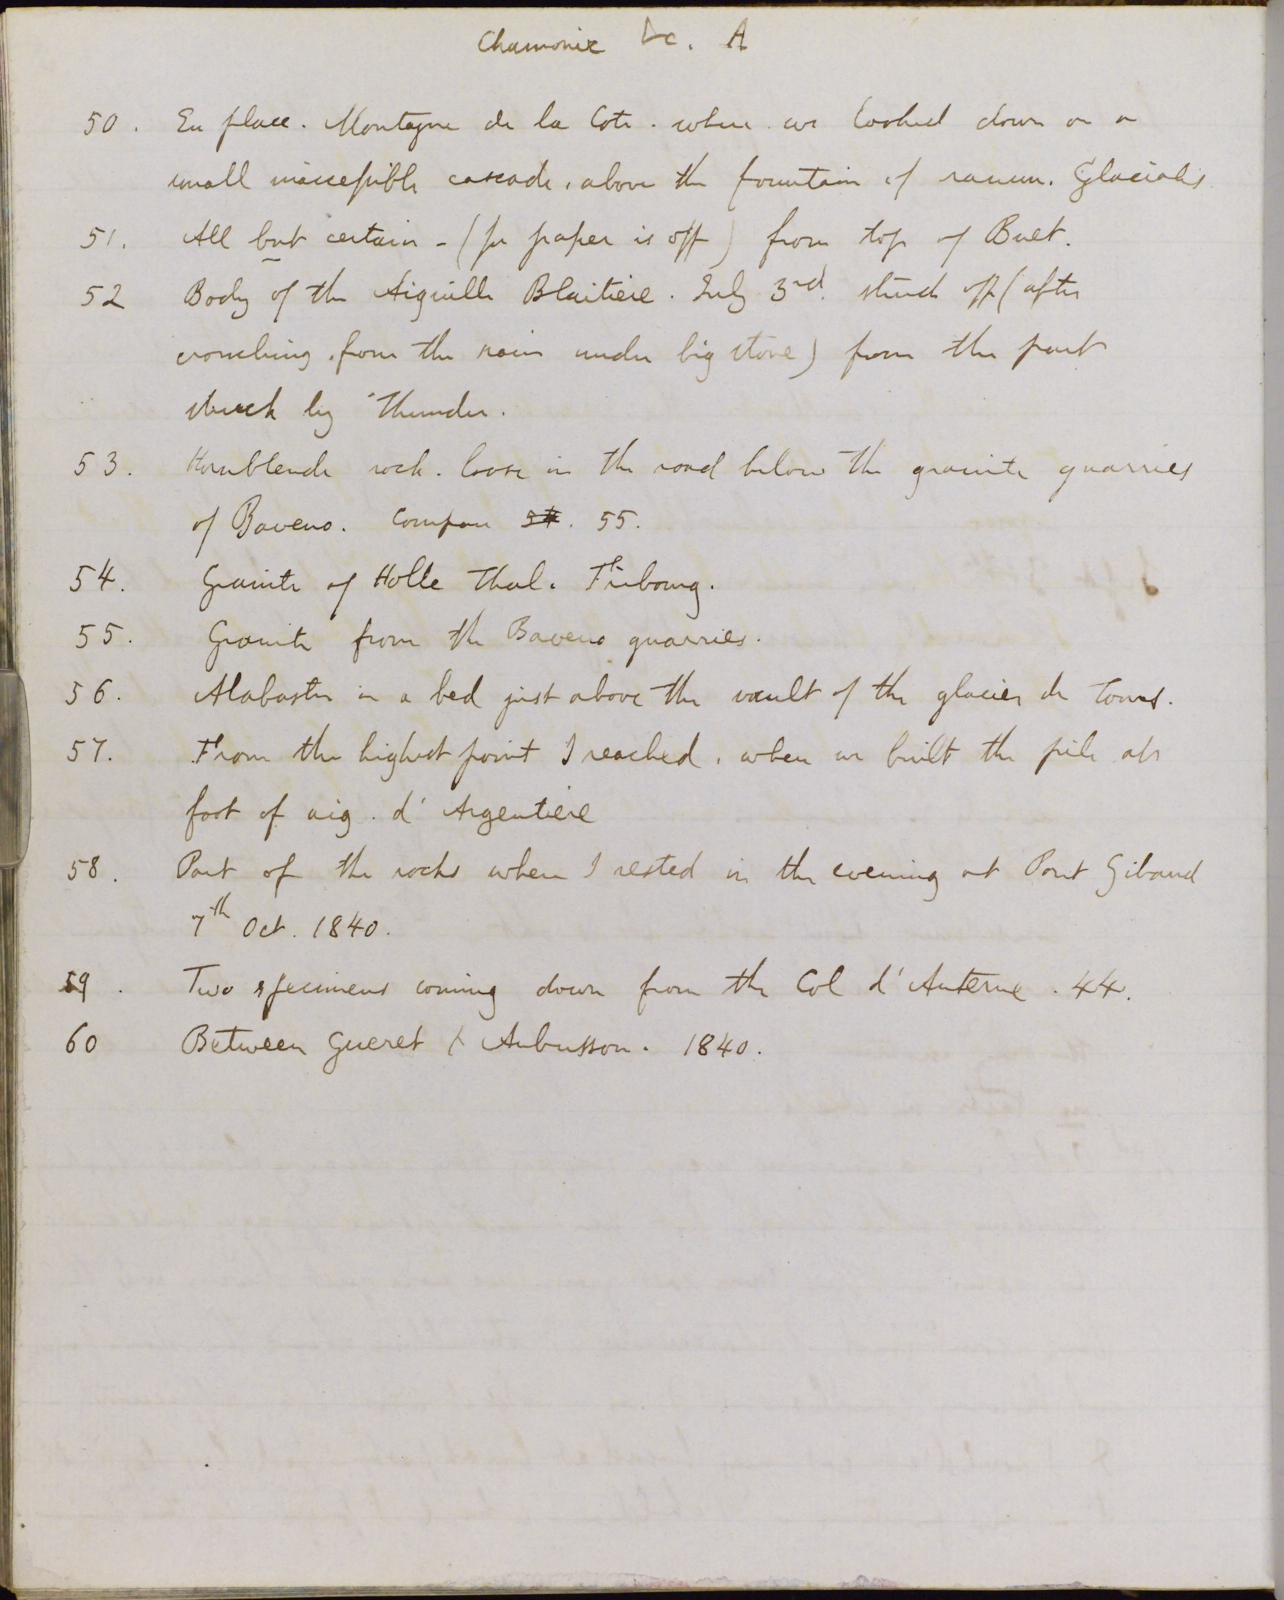 Chamonix &c. A
50. En place. Montagne de la Cote. where we looked down on a
small inaccessible cascade, above the fountain of ranun. Glacialis
51. All but certain - (for paper is off) from top of Buet.
52 Body of the Aiguille Blaitiere. July 3rd. struck off (after
crouching from the rain under big stone) from the part
struck by thunder.
53. Hornblende rock. loose in the road below the granite quarries
of Baveno. Compare 54. 55.
54. Granite of Holle Thal. Fribourg.
55. Granite from the Baveno quarries.
56. Alabaster in a bed just above the vault of the glacier de Tours.
57. From the highest point I reached, when we built the pile at
foot of aig. d' Argentiere
58. Part of the rocks where I rested in the evening at Pont Gibaud
7th Oct. 1840.
59. Two specimens coming down from the Col d' Anterne. 44.
60 Between Gueret & Aubusson. 1840.